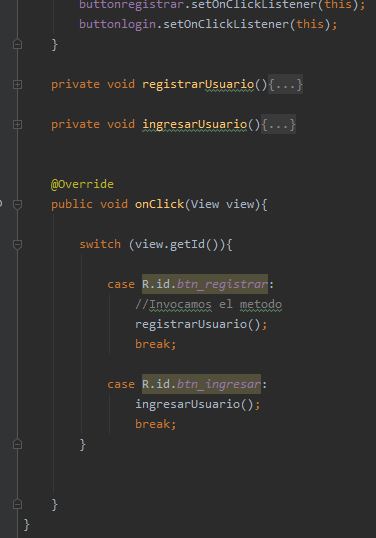 buttonregistrar.setOnClickListener(this);
buttonlogin.setOnClickListener(this);
}
private void registrarUsuario(){...}
private void ingresarUsuario(){...}
@Override
public void onClick(View view){
switch (view.getId()){
case R.id.btn_registrar:
//Invocamos el metodo
registrarUsuario();
break;
case R.id.btn_ingresar:
ingresarUsuario();
break;
}
}
}